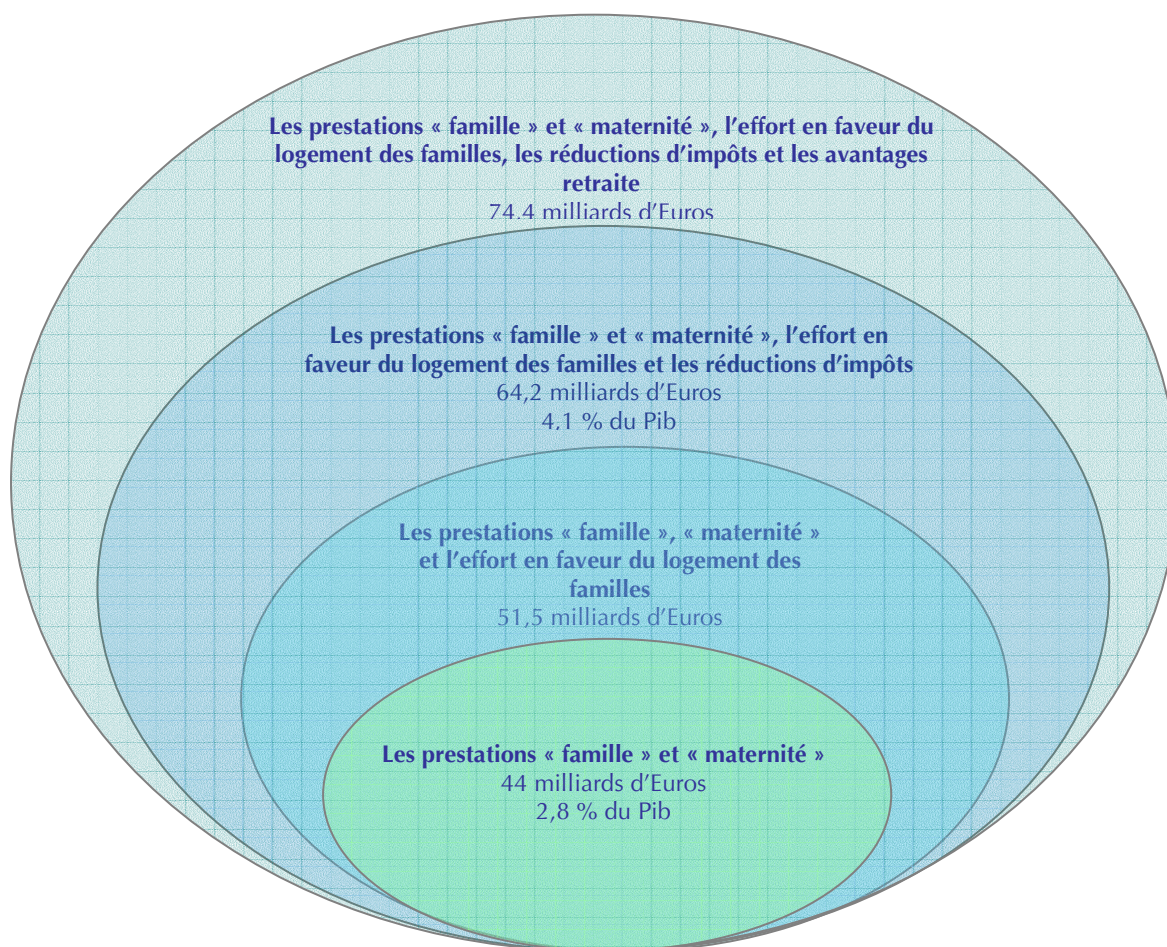 Les prestations « famille » et « maternité », l’effort en faveur du
logement des familles, les réductions d’impôts et les avantages
retraite
74,4 milliards d’Euros
Les prestations « famille » et « maternité », l’effort en
faveur du logement des familles et les réductions d’impôts
64,2 milliards d’Euros
4,1 % du Pib
Les prestations « famille », « maternité »
et l’effort en faveur du logement des
familles
51,5 milliards d’Euros
Les prestations « famille » et « maternité »
44 milliards d’Euros
2,8 % du Pib